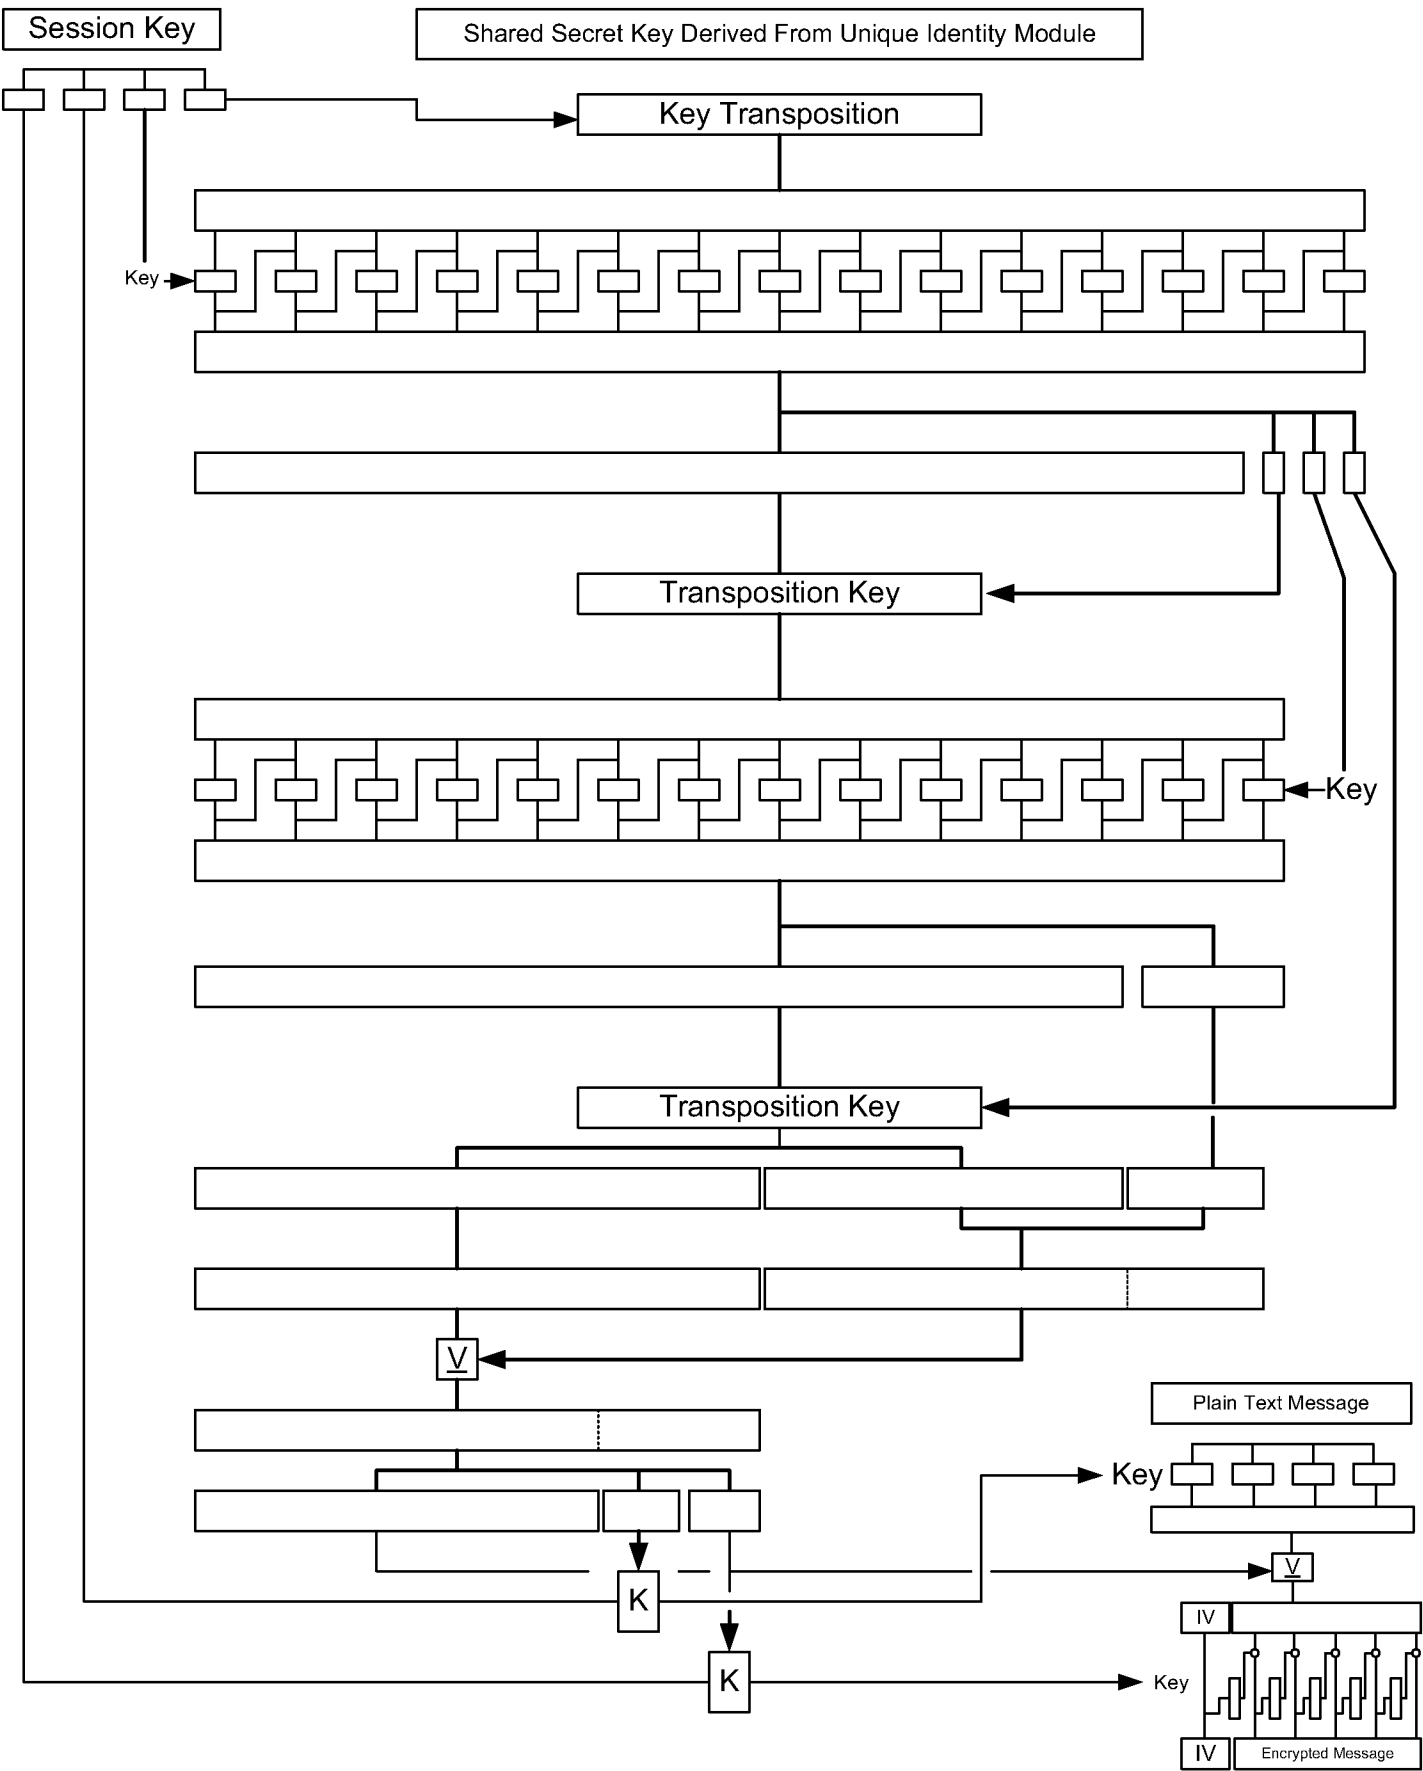 Session Key
Shared Secret Key Derived From Unique Identity Module
Key Transposition
Key
Transposition Key
Key
Transposition Key
V
Plain Text Message
Key
V
K
IV
K
Key
IV
Encrypted Message